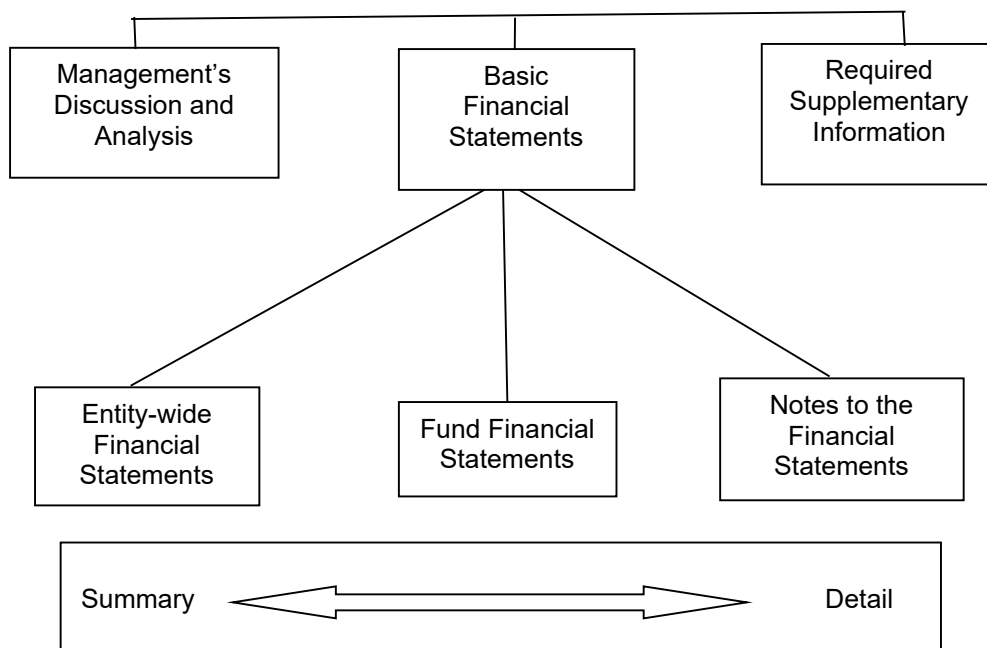 Management’s
Discussion and
Analysis
Basic
Financial
Statements
Required
Supplementary
Information
Entity-wide
Financial
Statements
Fund Financial
Statements
Notes to the
Financial
Statements
Summary
Detail